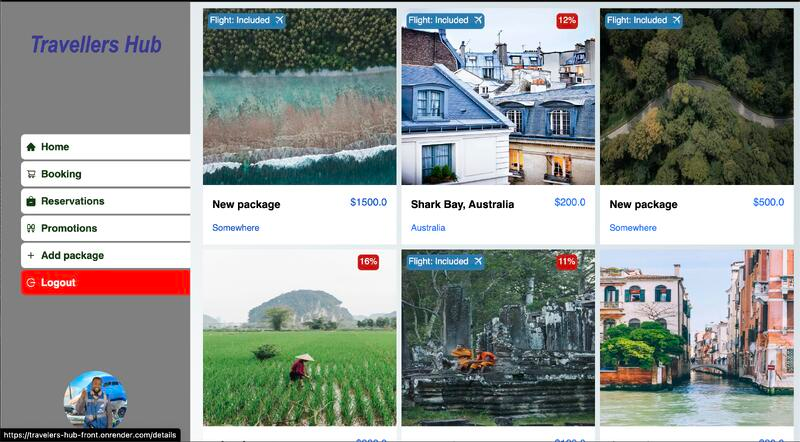 Travellers Hub
Home
Booking
Reservations
Promotions
Add package
Logout
https://travelers-hub-front.onrender.com/details
Flight: Included
New package
$1500.0
Somewhere
Flight: Included
12%
Shark Bay, Australia
$200.0
Australia
Flight: Included
New package
$500.0
Somewhere
16%
Flight: Included
11%